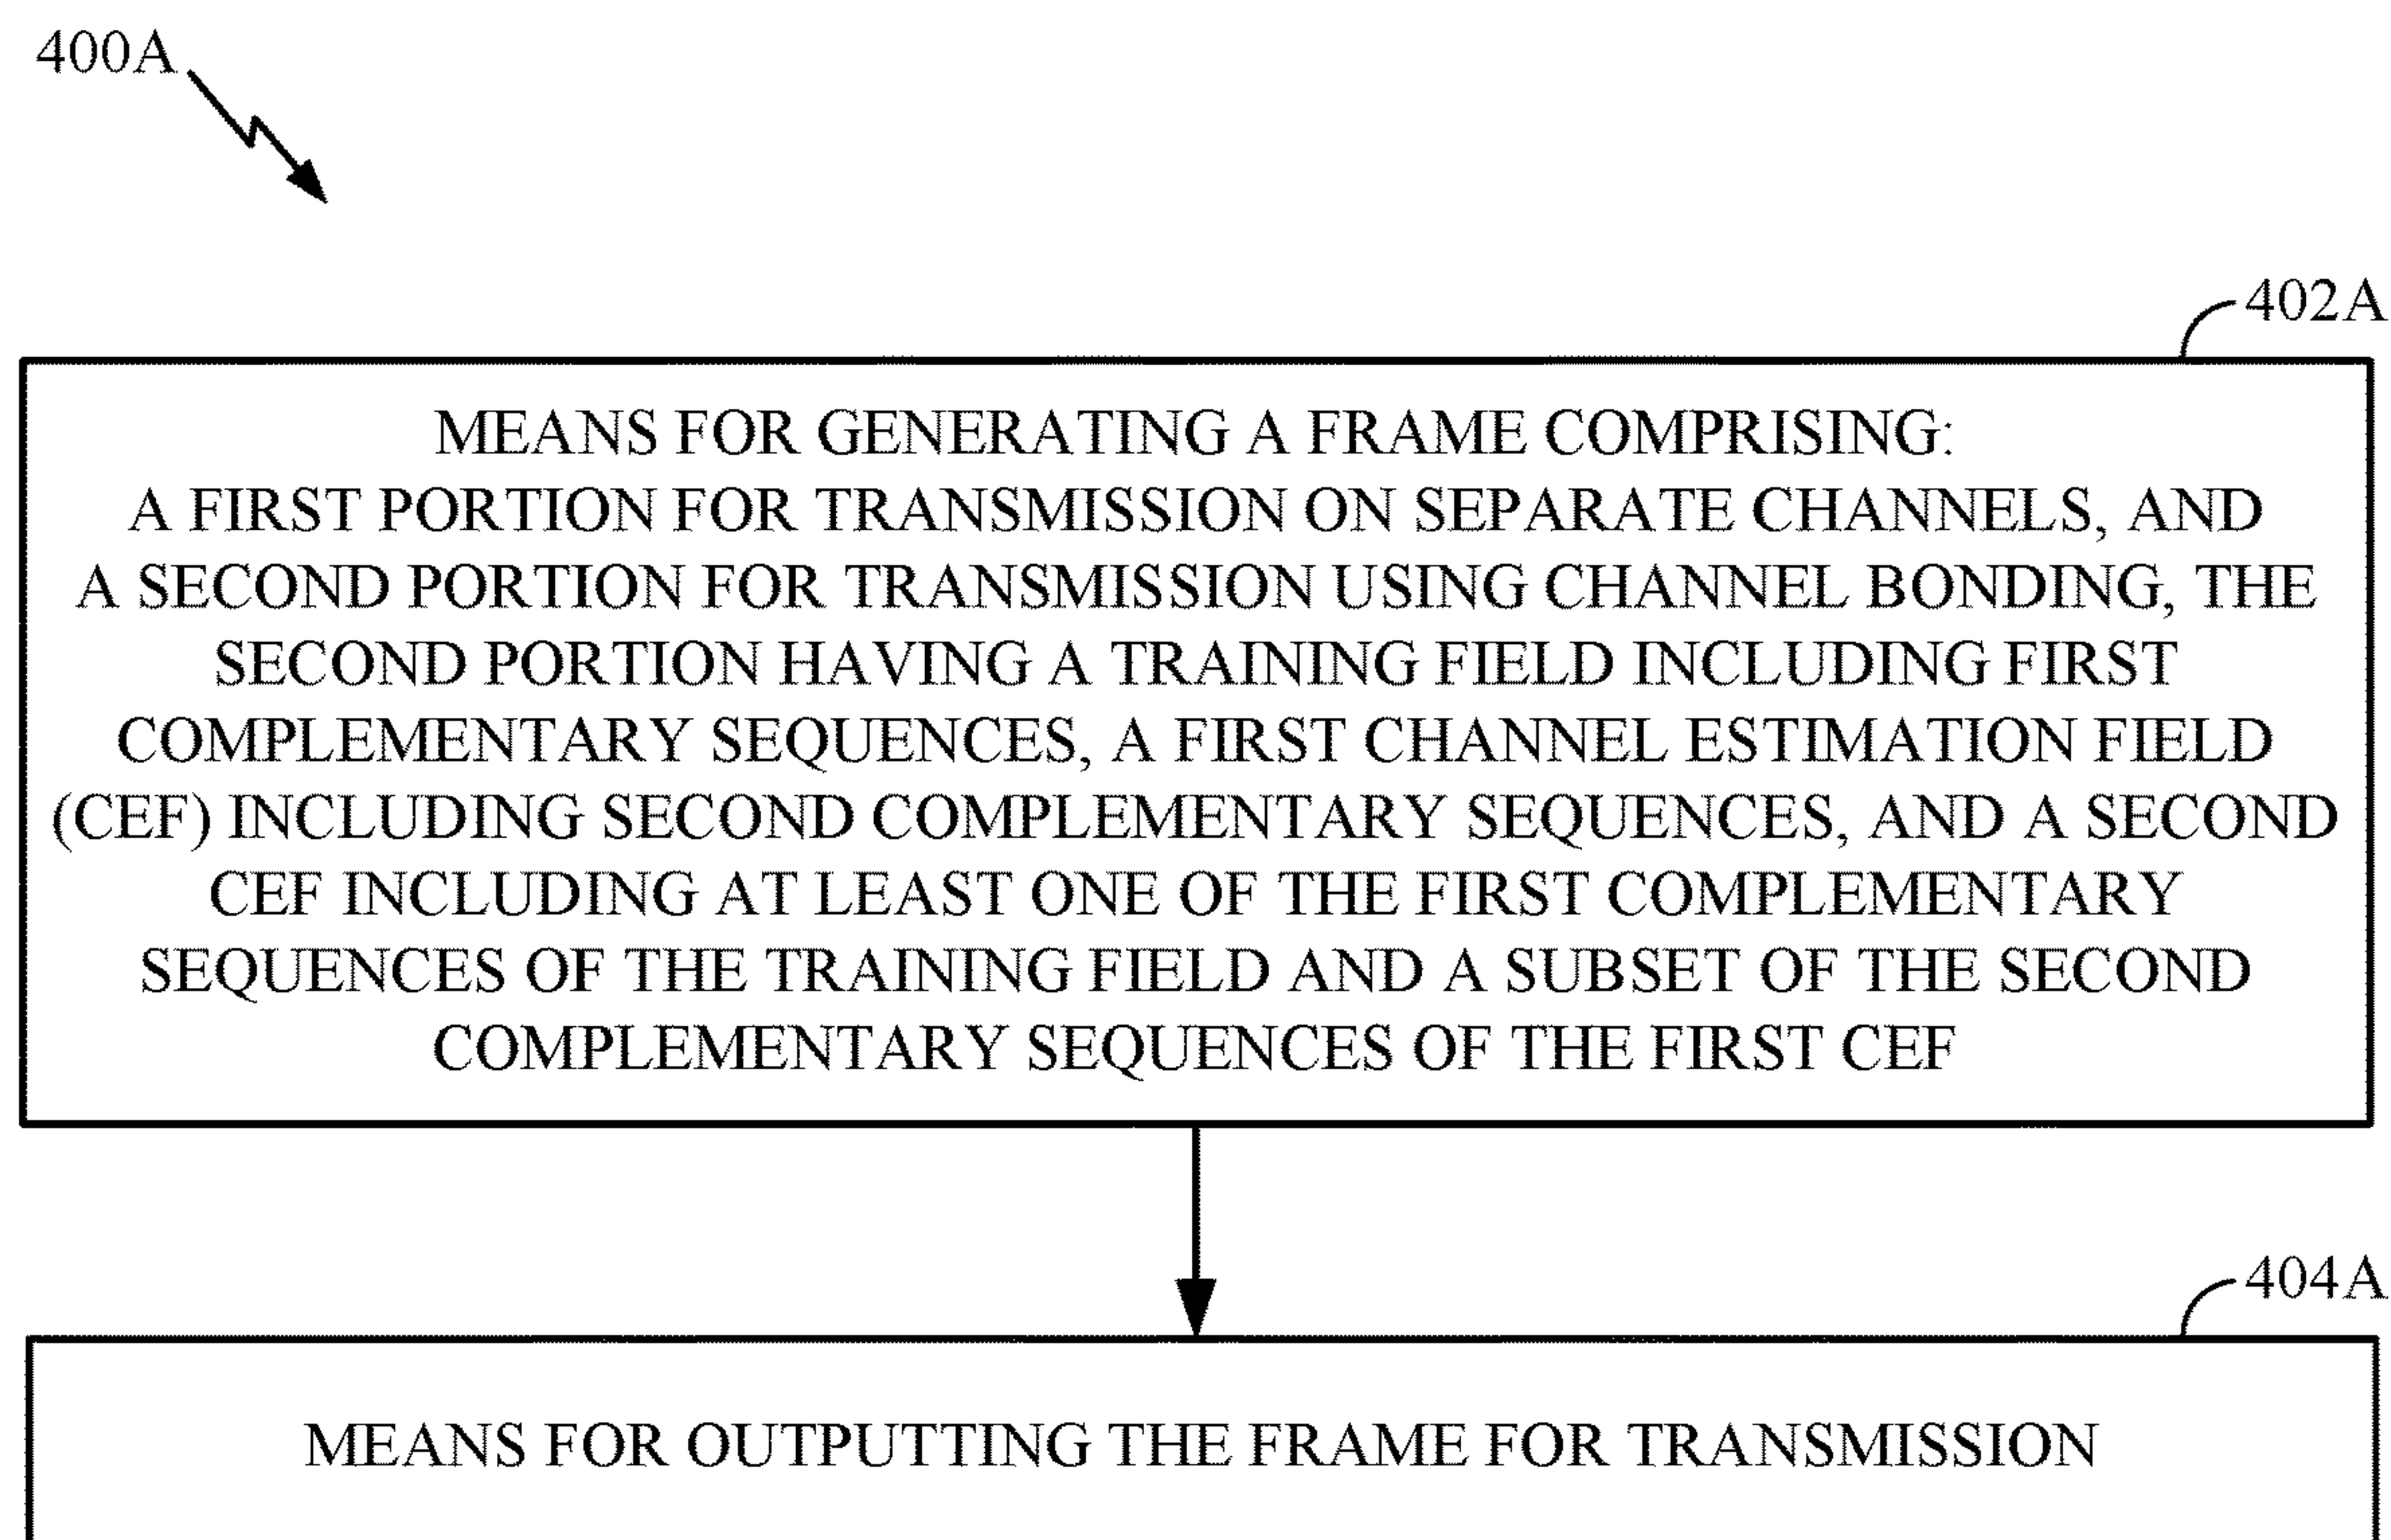 400A
402A
MEANS FOR GENERATING A FRAME COMPRISING:
A FIRST PORTION FOR TRANSMISSION ON SEPARATE CHANNELS, AND
A SECOND PORTION FOR TRANSMISSION USING CHANNEL BONDING, THE
SECOND PORTION HAVING A TRAINING FIELD INCLUDING FIRST
COMPLEMENTARY SEQUENCES, A FIRST CHANNEL ESTIMATION FIELD
(CEF) INCLUDING SECOND COMPLEMENTARY SEQUENCES, AND A SECOND
CEF INCLUDING AT LEAST ONE OF THE FIRST COMPLEMENTARY
SEQUENCES OF THE TRAINING FIELD AND A SUBSET OF THE SECOND
COMPLEMENTARY SEQUENCES OF THE FIRST CEF
404A
MEANS FOR OUTPUTTING THE FRAME FOR TRANSMISSION